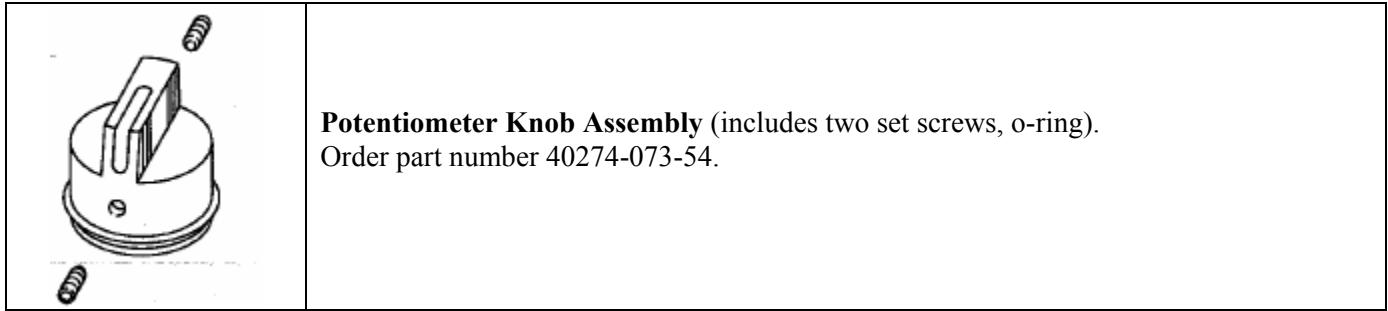 Potentiometer Knob Assembly (includes two set screws, o-ring).
Order part number 40274-073-54.